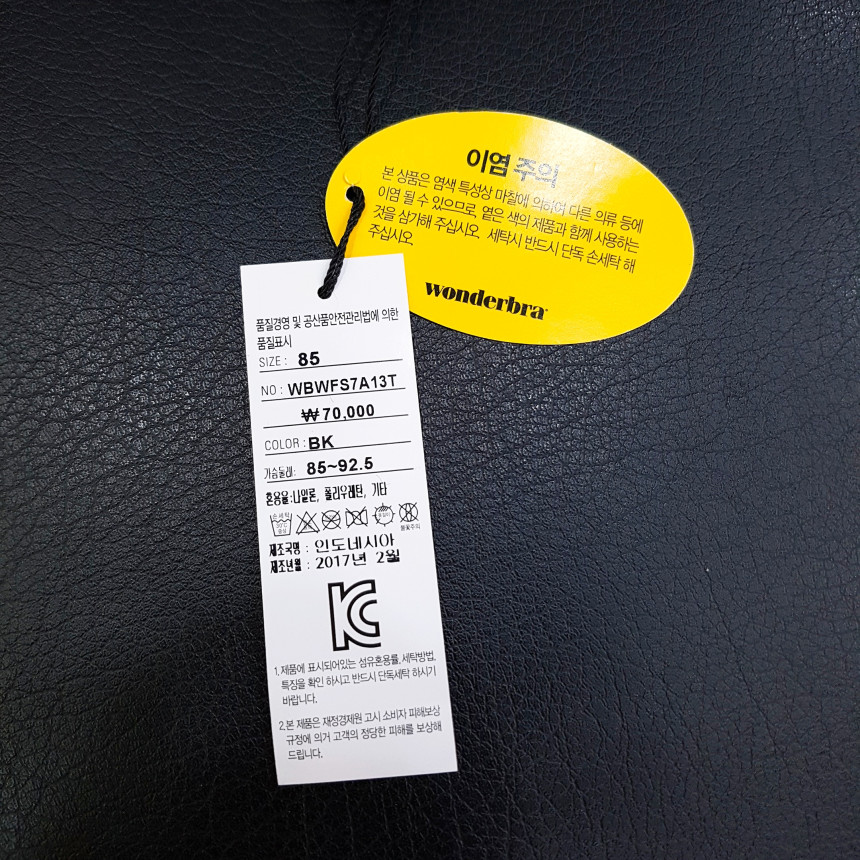 이염 주의
본 상품은 염색 특성상 마찰에 의하여 다른 의류 등에
이염 될 수 있으므로, 옅은 색의 제품과 함께 사용하는
것을 삼가해 주십시오. 세탁시 반드시 단독 손세탁 해
주십시오.
wonderbra
품질경영 및 공산품안전관리법에 의한
품질표시
SIZE : 85
NO : WBWFS7A13T
₩70,000
COLOR : BK
가슴둘레: 85~92.5
혼용율:나일론, 폴리우레탄, 기타
손세탁
30℃
중성
불꽃주의
제조국명 : 인도네시아
제조년월 : 2017년 2월
KC
1.제품에 표시되어있는 섬유혼용률, 세탁방법,
특징을 확인 하시고 반드시 단독세탁 하시기
바랍니다.
2.본 제품은 재정경제원 고시 소비자 피해보상
규정에 의거 고객의 정당한 피해를 보상해
드립니다.